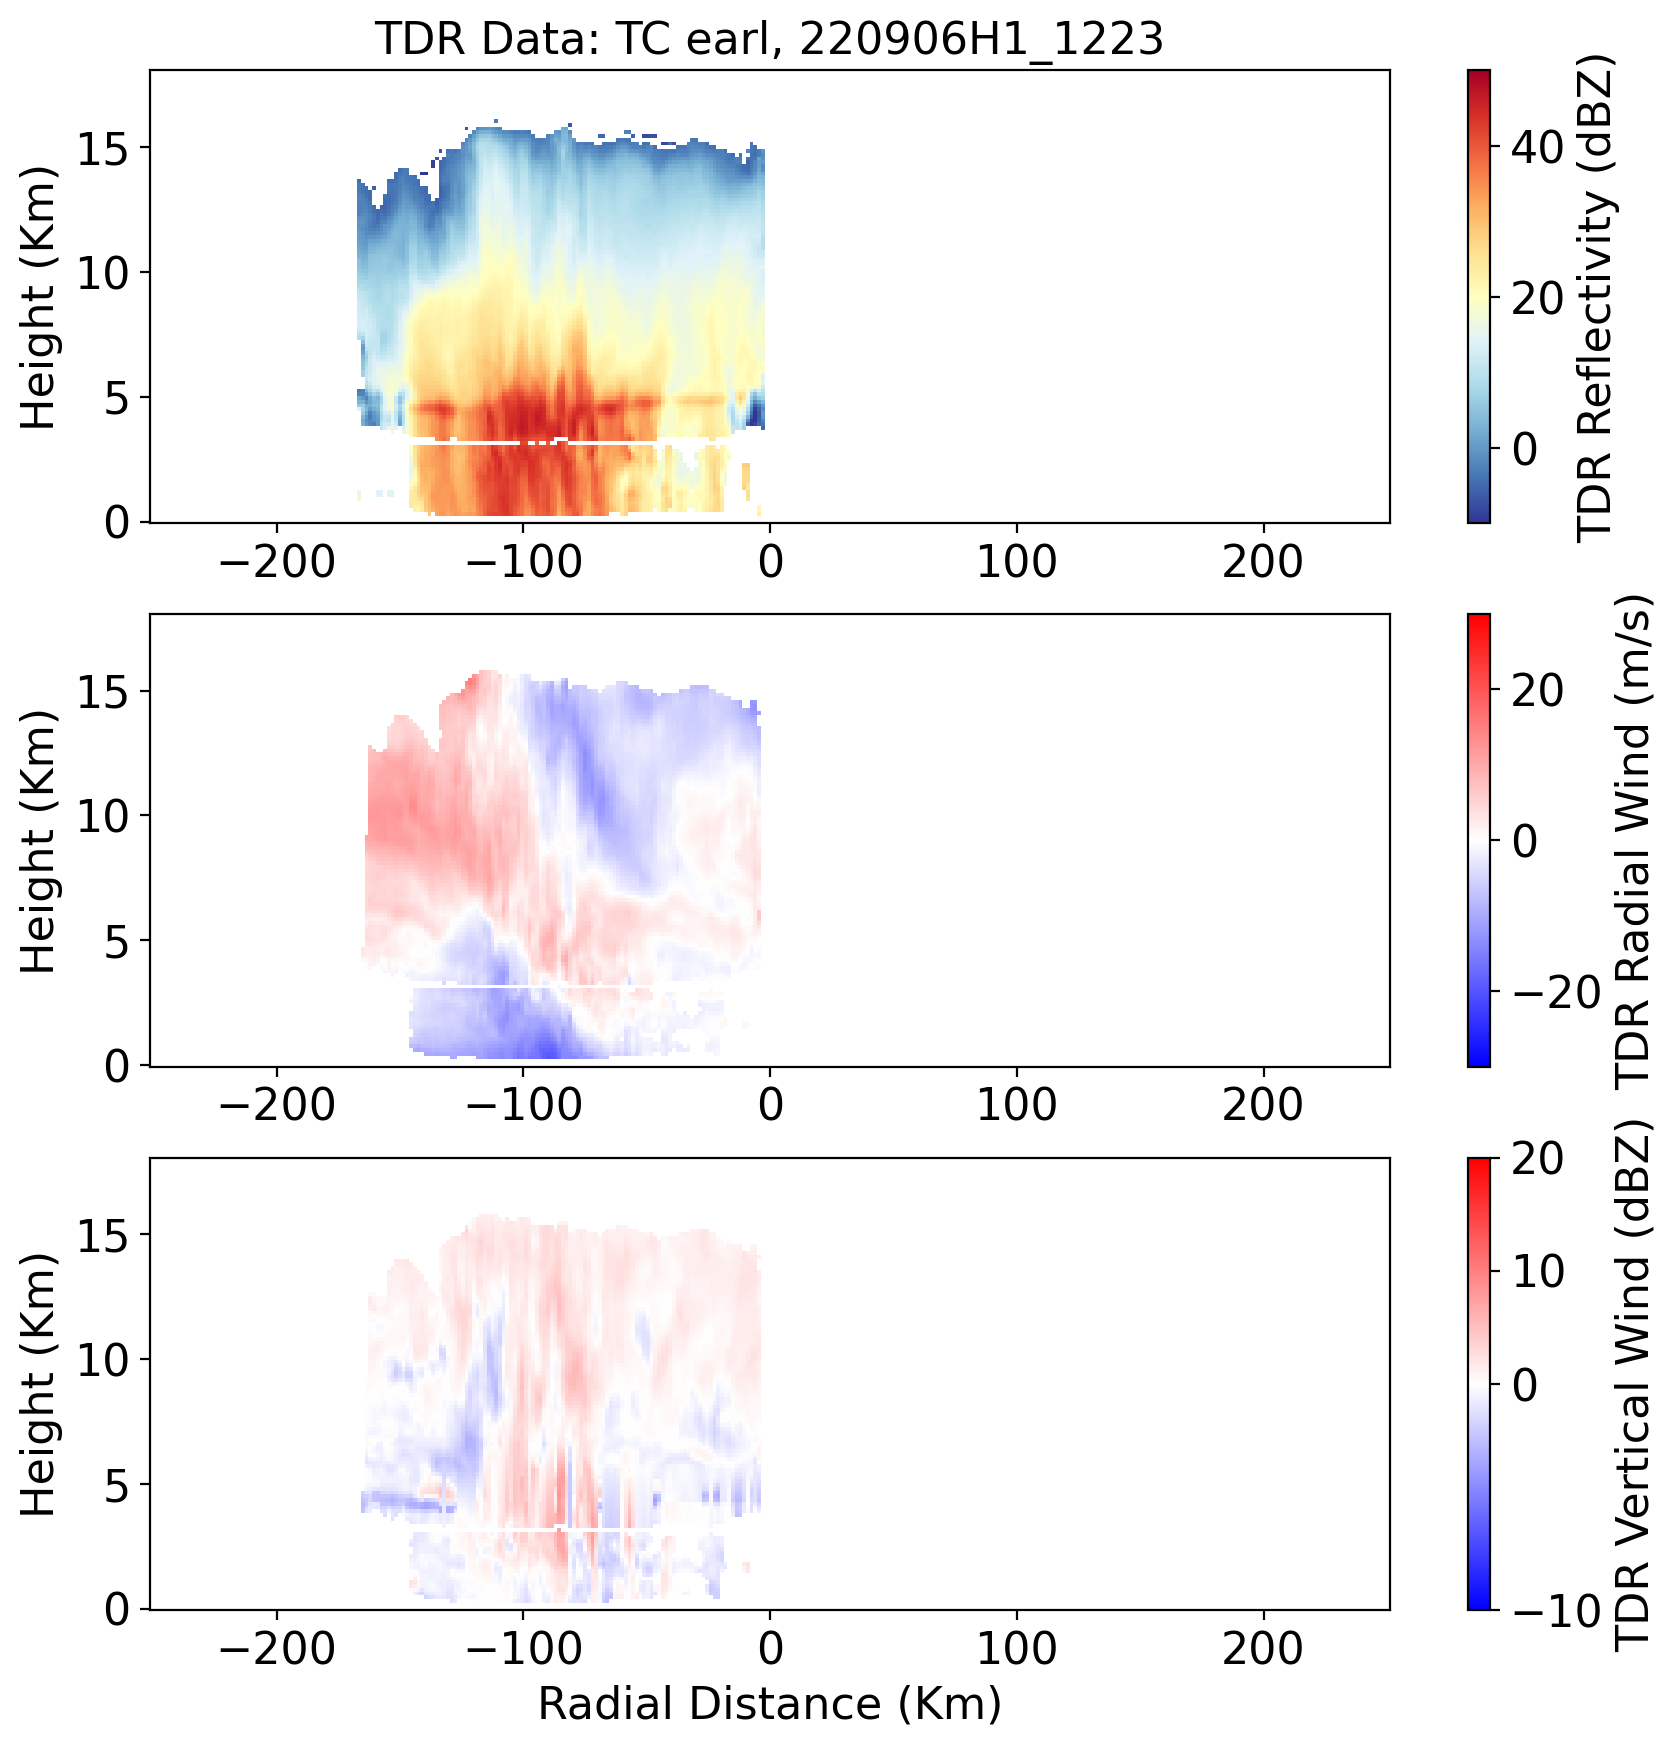 TDR Data: TC earl, 220906H1_1223
Height (Km)
15
10
5
0
−200 −100 0 100 200
40
20
0
TDR Reflectivity (dBZ)
Height (Km)
15
10
5
0
−200 −100 0 100 200
20
0
−20
TDR Radial Wind (m/s)
Height (Km)
15
10
5
0
−200 −100 0 100 200
Radial Distance (Km)
20
10
0
−10
TDR Vertical Wind (dBZ)